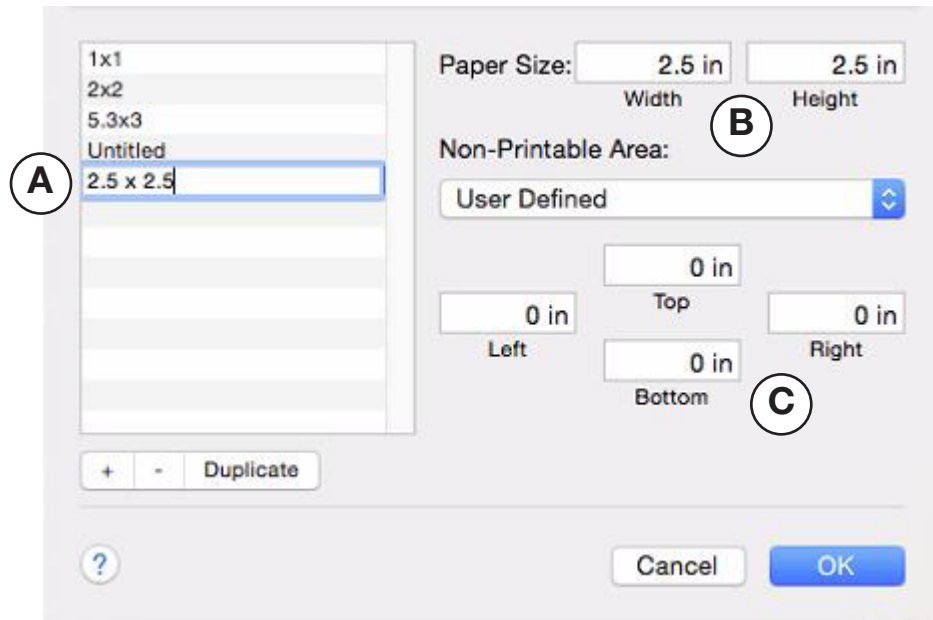 1x1
2x2
5.3x3
Untitled
A
2.5 x 2.5
+ - Duplicate
Paper Size: 2.5 in 2.5 in
Width Height
B
Non-Printable Area:
User Defined
0 in
Top
0 in 0 in
Left Right
0 in
Bottom
C
? Cancel OK